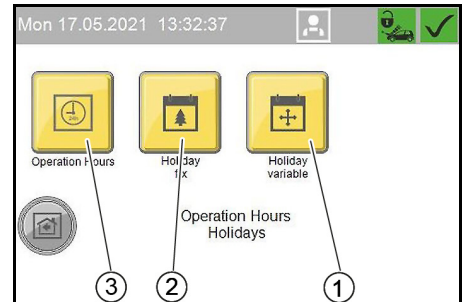 Mon 17.05.2021 13:32:37
24h
Operation Hours
Holiday
fix
Holiday
variable
Operation Hours
Holidays
3
2
1